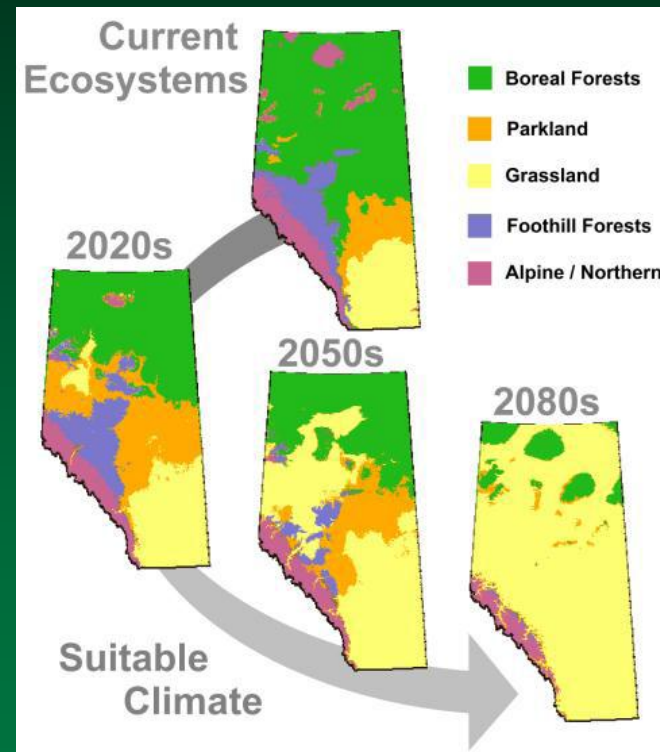 Current
Ecosystems
Boreal Forests
Parkland
Grassland
Foothill Forests
Alpine / Northern
2020s
2050s
2080s
Suitable
Climate